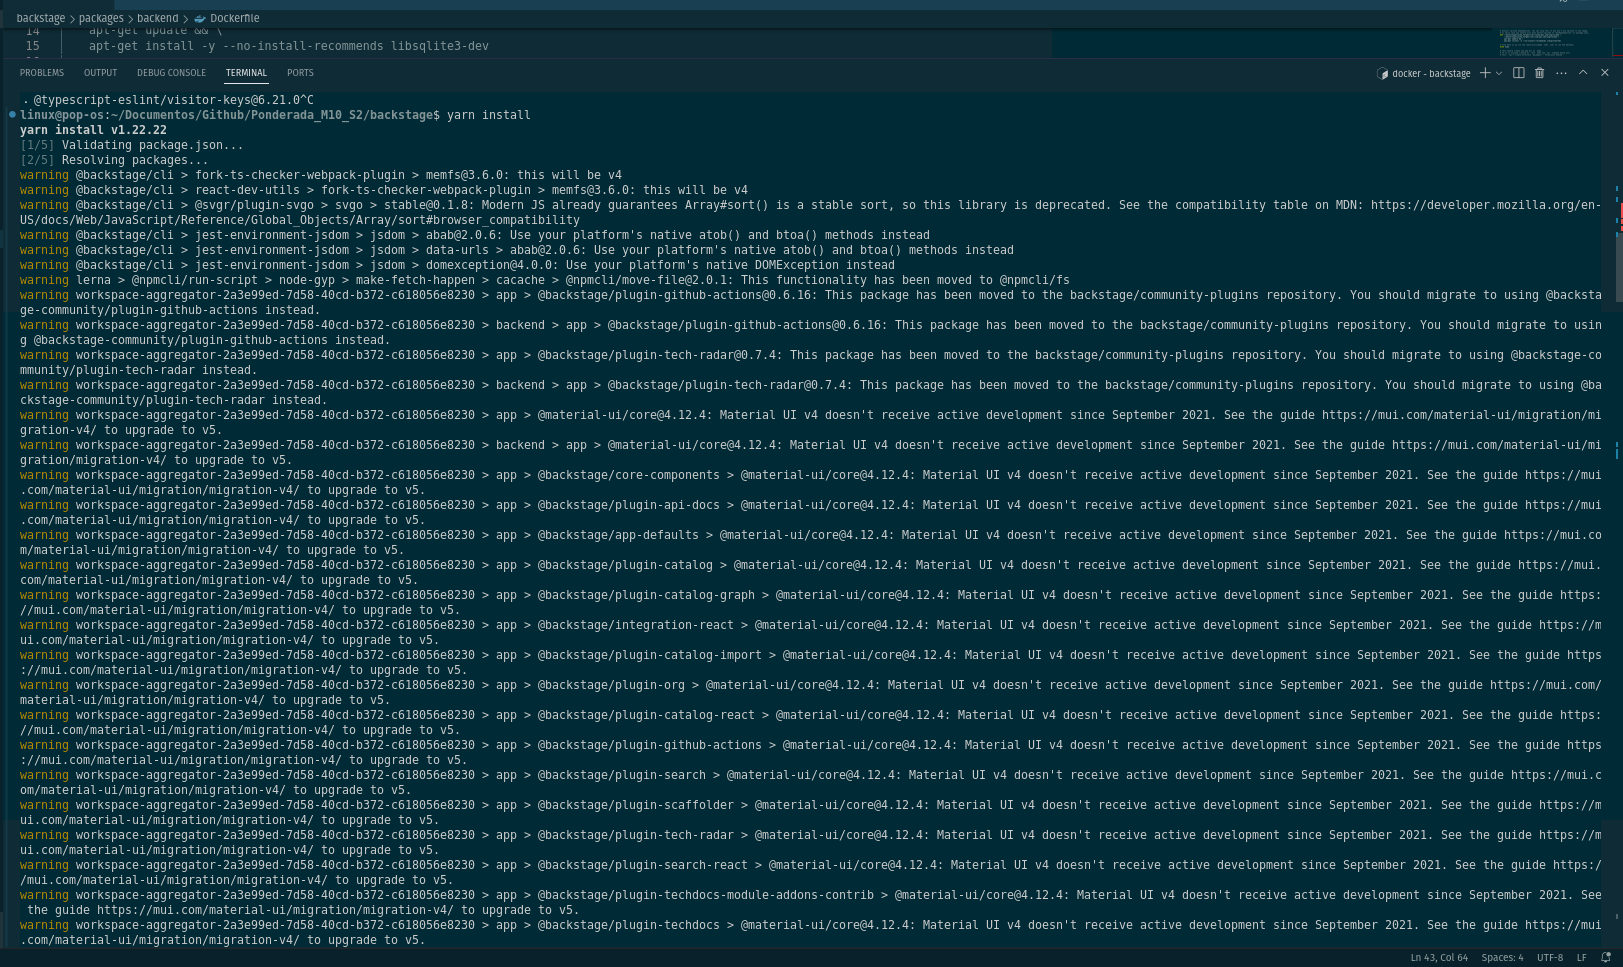 backstage > packages > backend > Dockerfile
14 apt-get update && \
15 apt-get install -y --no-install-recommends libsqlite3-dev
PROBLEMS OUTPUT DEBUG CONSOLE TERMINAL PORTS docker - backstage
. @typescript-eslint/visitor-keys@6.21.0^C
linux@pop-os:~/Documentos/Github/Ponderada_M10_S2/backstage$ yarn install
yarn install v1.22.22
[1/5] Validating package.json...
[2/5] Resolving packages...
warning @backstage/cli > fork-ts-checker-webpack-plugin > memfs@3.6.0: this will be v4
warning @backstage/cli > react-dev-utils > fork-ts-checker-webpack-plugin > memfs@3.6.0: this will be v4
warning @backstage/cli > @svgr/plugin-svgo > svgo > stable@0.1.8: Modern JS already guarantees Array#sort() is a stable sort, so this library is deprecated. See the compatibility table on MDN: https://developer.mozilla.org/en-
US/docs/Web/JavaScript/Reference/Global_Objects/Array/sort#browser_compatibility
warning @backstage/cli > jest-environment-jsdom > jsdom > abab@2.0.6: Use your platform's native atob() and btoa() methods instead
warning @backstage/cli > jest-environment-jsdom > jsdom > data-urls > abab@2.0.6: Use your platform's native atob() and btoa() methods instead
warning @backstage/cli > jest-environment-jsdom > jsdom > domexception@4.0.0: Use your platform's native DOMException instead
warning lerna > @npmcli/run-script > node-gyp > make-fetch-happen > cacache > @npmcli/move-file@2.0.1: This functionality has been moved to @npmcli/fs
warning workspace-aggregator-2a3e99ed-7d58-40cd-b372-c618056e8230 > app > @backstage/plugin-github-actions@0.6.16: This package has been moved to the backstage/community-plugins repository. You should migrate to using @backsta
ge-community/plugin-github-actions instead.
warning workspace-aggregator-2a3e99ed-7d58-40cd-b372-c618056e8230 > backend > app > @backstage/plugin-github-actions@0.6.16: This package has been moved to the backstage/community-plugins repository. You should migrate to usin
g @backstage-community/plugin-github-actions instead.
warning workspace-aggregator-2a3e99ed-7d58-40cd-b372-c618056e8230 > app > @backstage/plugin-tech-radar@0.7.4: This package has been moved to the backstage/community-plugins repository. You should migrate to using @backstage-co
mmunity/plugin-tech-radar instead.
warning workspace-aggregator-2a3e99ed-7d58-40cd-b372-c618056e8230 > backend > app > @backstage/plugin-tech-radar@0.7.4: This package has been moved to the backstage/community-plugins repository. You should migrate to using @ba
ckstage-community/plugin-tech-radar instead.
warning workspace-aggregator-2a3e99ed-7d58-40cd-b372-c618056e8230 > app > @material-ui/core@4.12.4: Material UI v4 doesn't receive active development since September 2021. See the guide https://mui.com/material-ui/migration/mi
gration-v4/ to upgrade to v5.
warning workspace-aggregator-2a3e99ed-7d58-40cd-b372-c618056e8230 > backend > app > @material-ui/core@4.12.4: Material UI v4 doesn't receive active development since September 2021. See the guide https://mui.com/material-ui/mi
gration/migration-v4/ to upgrade to v5.
warning workspace-aggregator-2a3e99ed-7d58-40cd-b372-c618056e8230 > app > @backstage/core-components > @material-ui/core@4.12.4: Material UI v4 doesn't receive active development since September 2021. See the guide https://mui
.com/material-ui/migration/migration-v4/ to upgrade to v5.
warning workspace-aggregator-2a3e99ed-7d58-40cd-b372-c618056e8230 > app > @backstage/plugin-api-docs > @material-ui/core@4.12.4: Material UI v4 doesn't receive active development since September 2021. See the guide https://mui
.com/material-ui/migration/migration-v4/ to upgrade to v5.
warning workspace-aggregator-2a3e99ed-7d58-40cd-b372-c618056e8230 > app > @backstage/app-defaults > @material-ui/core@4.12.4: Material UI v4 doesn't receive active development since September 2021. See the guide https://mui.co
m/material-ui/migration/migration-v4/ to upgrade to v5.
warning workspace-aggregator-2a3e99ed-7d58-40cd-b372-c618056e8230 > app > @backstage/plugin-catalog > @material-ui/core@4.12.4: Material UI v4 doesn't receive active development since September 2021. See the guide https://mui.
com/material-ui/migration/migration-v4/ to upgrade to v5.
warning workspace-aggregator-2a3e99ed-7d58-40cd-b372-c618056e8230 > app > @backstage/plugin-catalog-graph > @material-ui/core@4.12.4: Material UI v4 doesn't receive active development since September 2021. See the guide https:
//mui.com/material-ui/migration/migration-v4/ to upgrade to v5.
warning workspace-aggregator-2a3e99ed-7d58-40cd-b372-c618056e8230 > app > @backstage/integration-react > @material-ui/core@4.12.4: Material UI v4 doesn't receive active development since September 2021. See the guide https://m
ui.com/material-ui/migration/migration-v4/ to upgrade to v5.
warning workspace-aggregator-2a3e99ed-7d58-40cd-b372-c618056e8230 > app > @backstage/plugin-catalog-import > @material-ui/core@4.12.4: Material UI v4 doesn't receive active development since September 2021. See the guide https
://mui.com/material-ui/migration/migration-v4/ to upgrade to v5.
warning workspace-aggregator-2a3e99ed-7d58-40cd-b372-c618056e8230 > app > @backstage/plugin-org > @material-ui/core@4.12.4: Material UI v4 doesn't receive active development since September 2021. See the guide https://mui.com/
material-ui/migration/migration-v4/ to upgrade to v5.
warning workspace-aggregator-2a3e99ed-7d58-40cd-b372-c618056e8230 > app > @backstage/plugin-catalog-react > @material-ui/core@4.12.4: Material UI v4 doesn't receive active development since September 2021. See the guide https:
//mui.com/material-ui/migration/migration-v4/ to upgrade to v5.
warning workspace-aggregator-2a3e99ed-7d58-40cd-b372-c618056e8230 > app > @backstage/plugin-github-actions > @material-ui/core@4.12.4: Material UI v4 doesn't receive active development since September 2021. See the guide https
://mui.com/material-ui/migration/migration-v4/ to upgrade to v5.
warning workspace-aggregator-2a3e99ed-7d58-40cd-b372-c618056e8230 > app > @backstage/plugin-search > @material-ui/core@4.12.4: Material UI v4 doesn't receive active development since September 2021. See the guide https://mui.c
om/material-ui/migration/migration-v4/ to upgrade to v5.
warning workspace-aggregator-2a3e99ed-7d58-40cd-b372-c618056e8230 > app > @backstage/plugin-scaffolder > @material-ui/core@4.12.4: Material UI v4 doesn't receive active development since September 2021. See the guide https://m
ui.com/material-ui/migration/migration-v4/ to upgrade to v5.
warning workspace-aggregator-2a3e99ed-7d58-40cd-b372-c618056e8230 > app > @backstage/plugin-tech-radar > @material-ui/core@4.12.4: Material UI v4 doesn't receive active development since September 2021. See the guide https://m
ui.com/material-ui/migration/migration-v4/ to upgrade to v5.
warning workspace-aggregator-2a3e99ed-7d58-40cd-b372-c618056e8230 > app > @backstage/plugin-search-react > @material-ui/core@4.12.4: Material UI v4 doesn't receive active development since September 2021. See the guide https:/
/mui.com/material-ui/migration/migration-v4/ to upgrade to v5.
warning workspace-aggregator-2a3e99ed-7d58-40cd-b372-c618056e8230 > app > @backstage/plugin-techdocs-module-addons-contrib > @material-ui/core@4.12.4: Material UI v4 doesn't receive active development since September 2021. See
the guide https://mui.com/material-ui/migration/migration-v4/ to upgrade to v5.
warning workspace-aggregator-2a3e99ed-7d58-40cd-b372-c618056e8230 > app > @backstage/plugin-techdocs > @material-ui/core@4.12.4: Material UI v4 doesn't receive active development since September 2021. See the guide https://mui
.com/material-ui/migration/migration-v4/ to upgrade to v5.
Ln 43, Col 64 Spaces: 4 UTF-8 LF